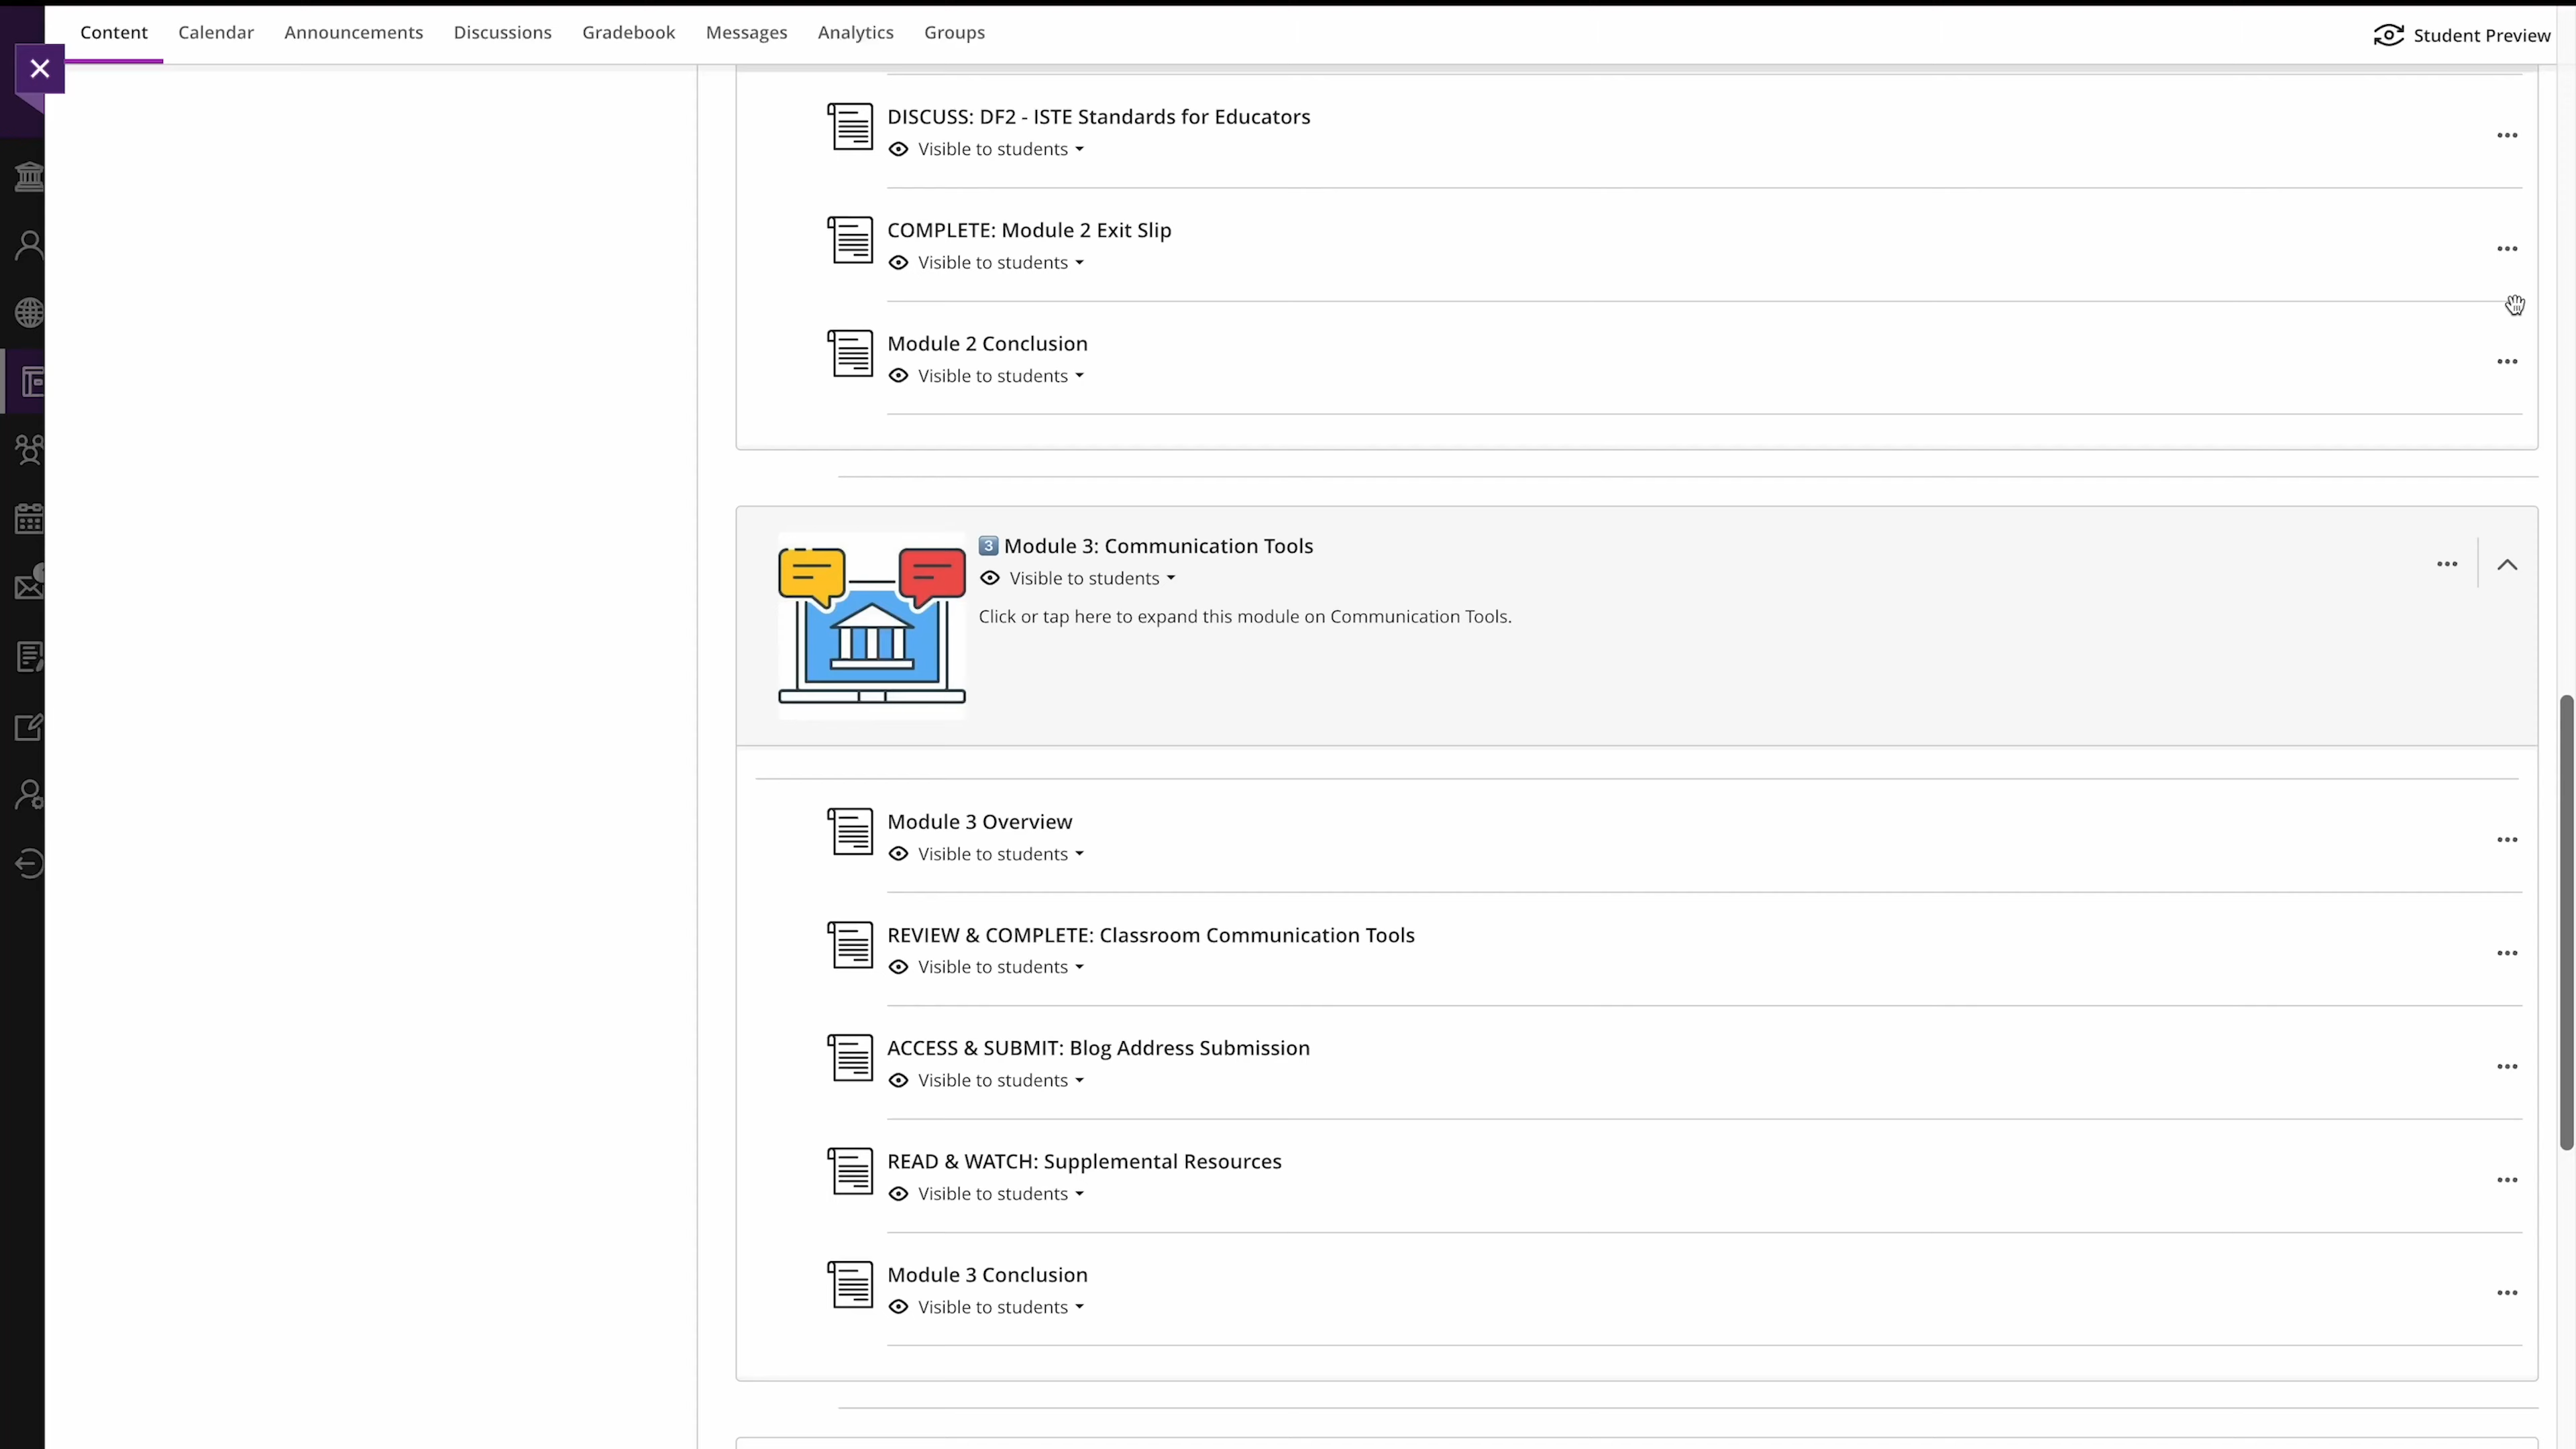 Content Calendar Announcements Discussions Gradebook Messages Analytics Groups
Student Preview
DISCUSS: DF2 - ISTE Standards for Educators
Visible to students
COMPLETE: Module 2 Exit Slip
Visible to students
Module 2 Conclusion
Visible to students
3 Module 3: Communication Tools
Visible to students
Click or tap here to expand this module on Communication Tools.
Module 3 Overview
Visible to students
REVIEW & COMPLETE: Classroom Communication Tools
Visible to students
ACCESS & SUBMIT: Blog Address Submission
Visible to students
READ & WATCH: Supplemental Resources
Visible to students
Module 3 Conclusion
Visible to students